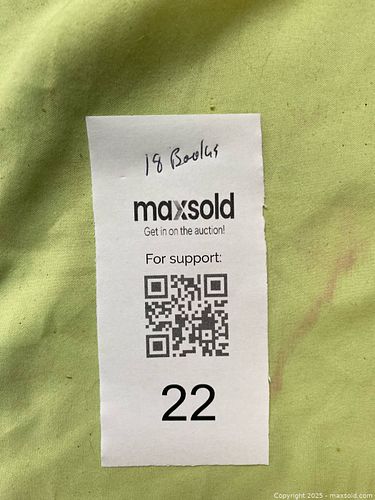 18 Books
maxsold
Get in on the auction!
For support:
22
Copyright 2025 - maxsold.com